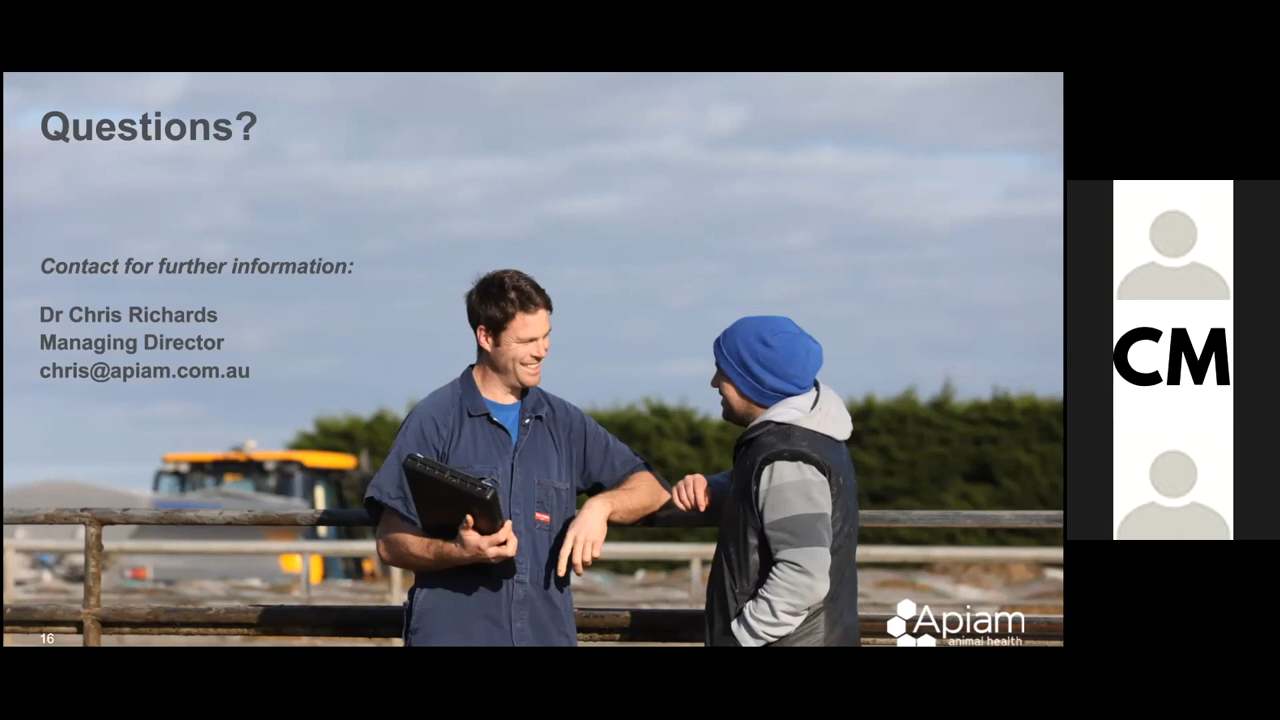 Questions?
Contact for further information:
Dr Chris Richards
Managing Director
chris@apiam.com.au
CM
16
Apiam
animal health